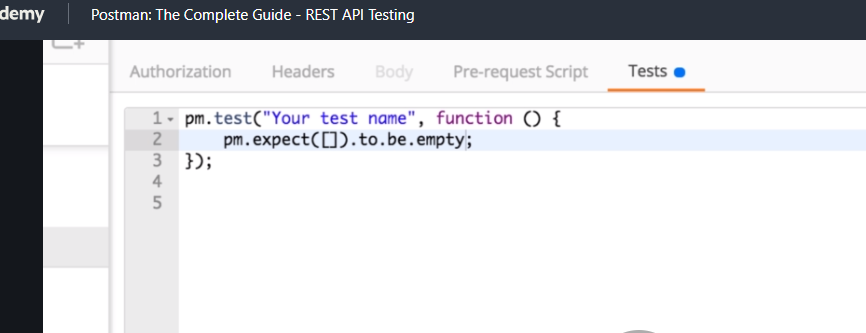 demy Postman: The Complete Guide - REST API Testing
Authorization Headers Body Pre-request Script Tests
1 pm.test("Your test name", function () {
2 pm.expect([]).to.be.empty;
3 });
4
5